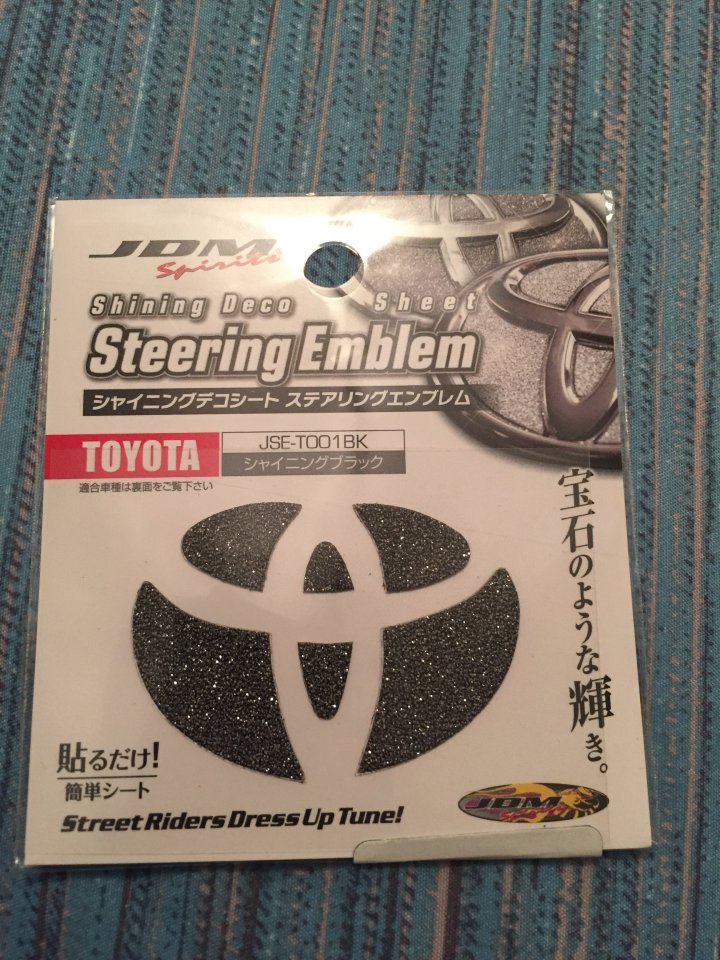 JDM
Spirits
Shining Deco Sheet
Steering Emblem
シャイニングデコシート ステアリングエンブレム
TOYOTA
JSE-T001BK
シャイニングブラック
適合車種は裏面をご覧下さい
宝石のような輝き。
貼るだけ!
簡単シート
Street Riders Dress Up Tune!
JDM
Spirits